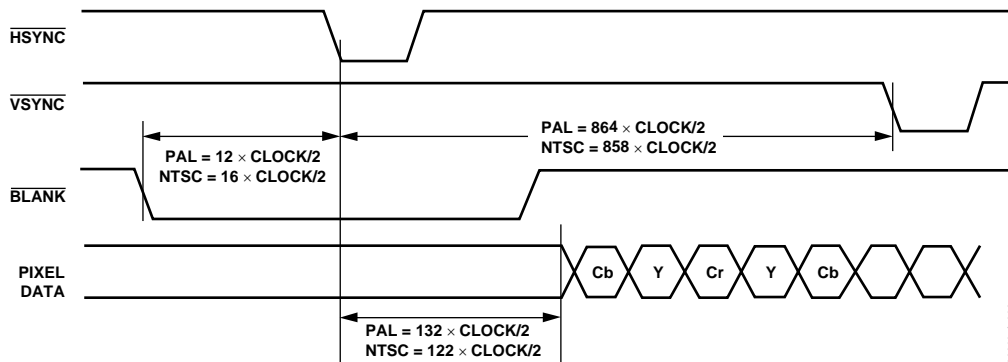 HSYNC
VSYNC
PAL = 864 × CLOCK/2
NTSC = 858 × CLOCK/2
PAL = 12 × CLOCK/2
NTSC = 16 × CLOCK/2
BLANK
PIXEL
DATA
Cb Y Cr Y Cb
PAL = 132 × CLOCK/2
NTSC = 122 × CLOCK/2